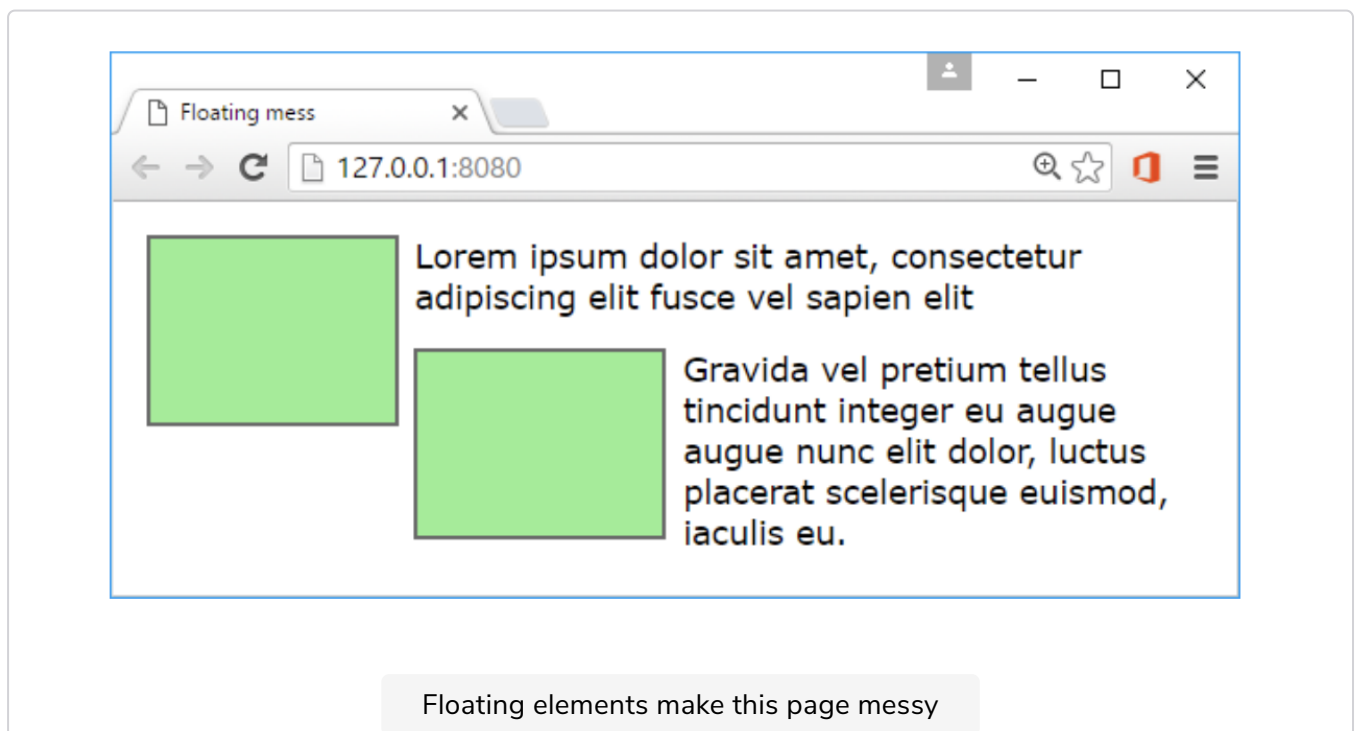 Floating mess
127.0.0.1:8080
Lorem ipsum dolor sit amet, consectetur
adipiscing elit fusce vel sapien elit
Gravida vel pretium tellus
tincidunt integer eu augue
augue nunc elit dolor, luctus
placerat scelerisque euismod,
iaculis eu.
Floating elements make this page messy